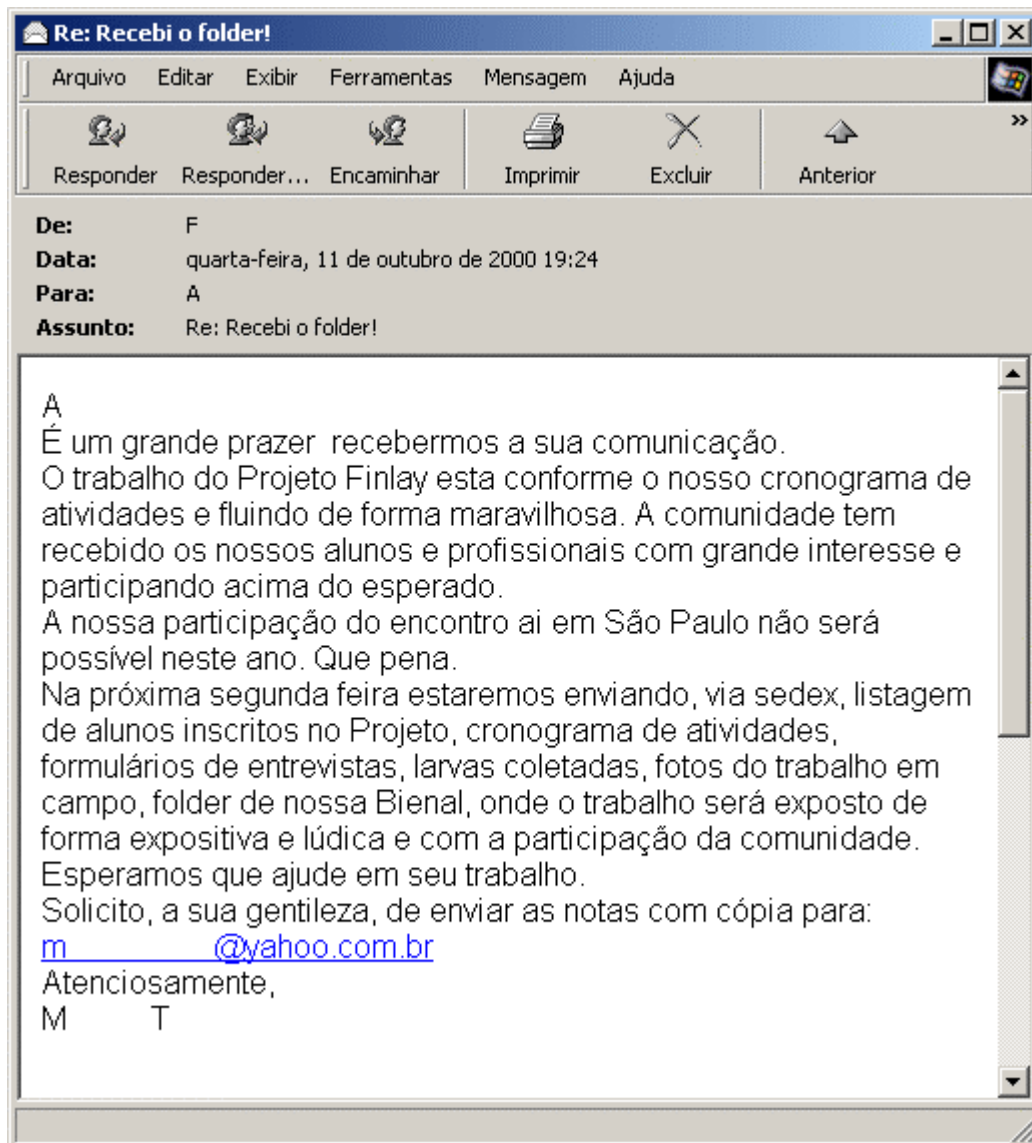 Re: Recebi o folder!
Arquivo Editar Exibir Ferramentas Mensagem Ajuda
Responder Responder... Encaminhar Imprimir Excluir Anterior »
De: F
Data: quarta-feira, 11 de outubro de 2000 19:24
Para: A
Assunto: Re: Recebi o folder!
A
É um grande prazer recebermos a sua comunicação.
O trabalho do Projeto Finlay esta conforme o nosso cronograma de
atividades e fluindo de forma maravilhosa. A comunidade tem
recebido os nossos alunos e profissionais com grande interesse e
participando acima do esperado.
A nossa participação do encontro ai em São Paulo não será
possível neste ano. Que pena.
Na próxima segunda feira estaremos enviando, via sedex, listagem
de alunos inscritos no Projeto, cronograma de atividades,
formulários de entrevistas, larvas coletadas, fotos do trabalho em
campo, folder de nossa Bienal, onde o trabalho será exposto de
forma expositiva e lúdica e com a participação da comunidade.
Esperamos que ajude em seu trabalho.
Solicito, a sua gentileza, de enviar as notas com cópia para:
m @yahoo.com.br
Atenciosamente,
M T